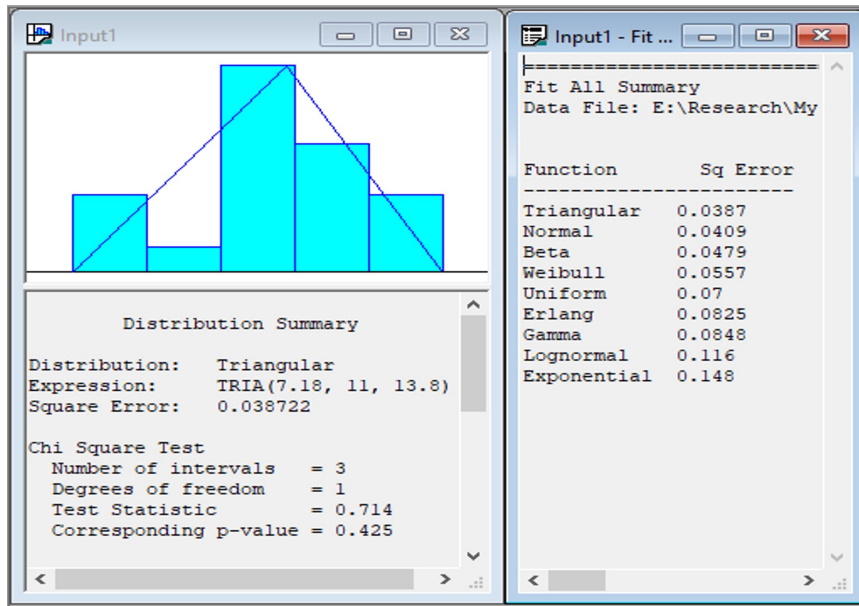 Input1
Distribution Summary
Distribution: Triangular
Expression: TRIA(7.18, 11, 13.8)
Square Error: 0.038722
Chi Square Test
Number of intervals = 3
Degrees of freedom = 1
Test Statistic = 0.714
Corresponding p-value = 0.425
Input1 - Fit ...
===========================
Fit All Summary
Data File: E:\Research\My
Function Sq Error
-----------------------
Triangular 0.0387
Normal 0.0409
Beta 0.0479
Weibull 0.0557
Uniform 0.07
Erlang 0.0825
Gamma 0.0848
Lognormal 0.116
Exponential 0.148